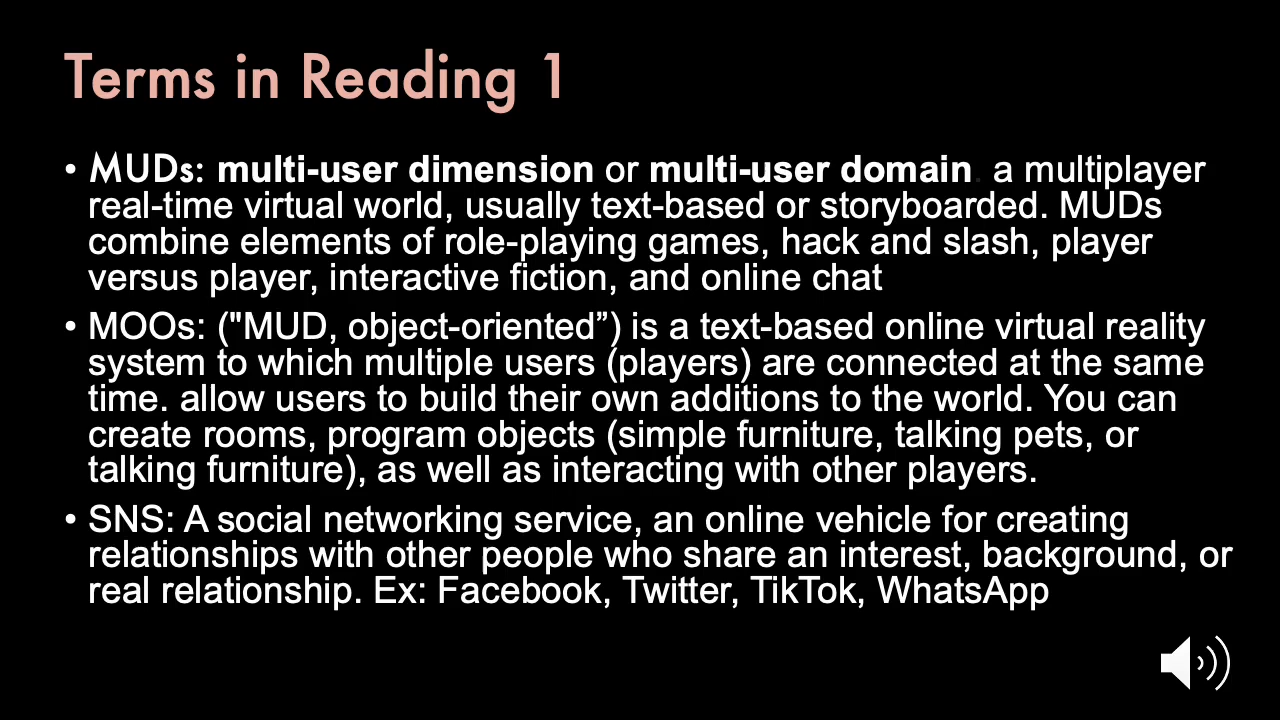 Terms in Reading 1
• MUDs: multi-user dimension or multi-user domain. a multiplayer
real-time virtual world, usually text-based or storyboarded. MUDs
combine elements of role-playing games, hack and slash, player
versus player, interactive fiction, and online chat
• MOOs: ("MUD, object-oriented”) is a text-based online virtual reality
system to which multiple users (players) are connected at the same
time. allow users to build their own additions to the world. You can
create rooms, program objects (simple furniture, talking pets, or
talking furniture), as well as interacting with other players.
• SNS: A social networking service, an online vehicle for creating
relationships with other people who share an interest, background, or
real relationship. Ex: Facebook, Twitter, TikTok, WhatsApp